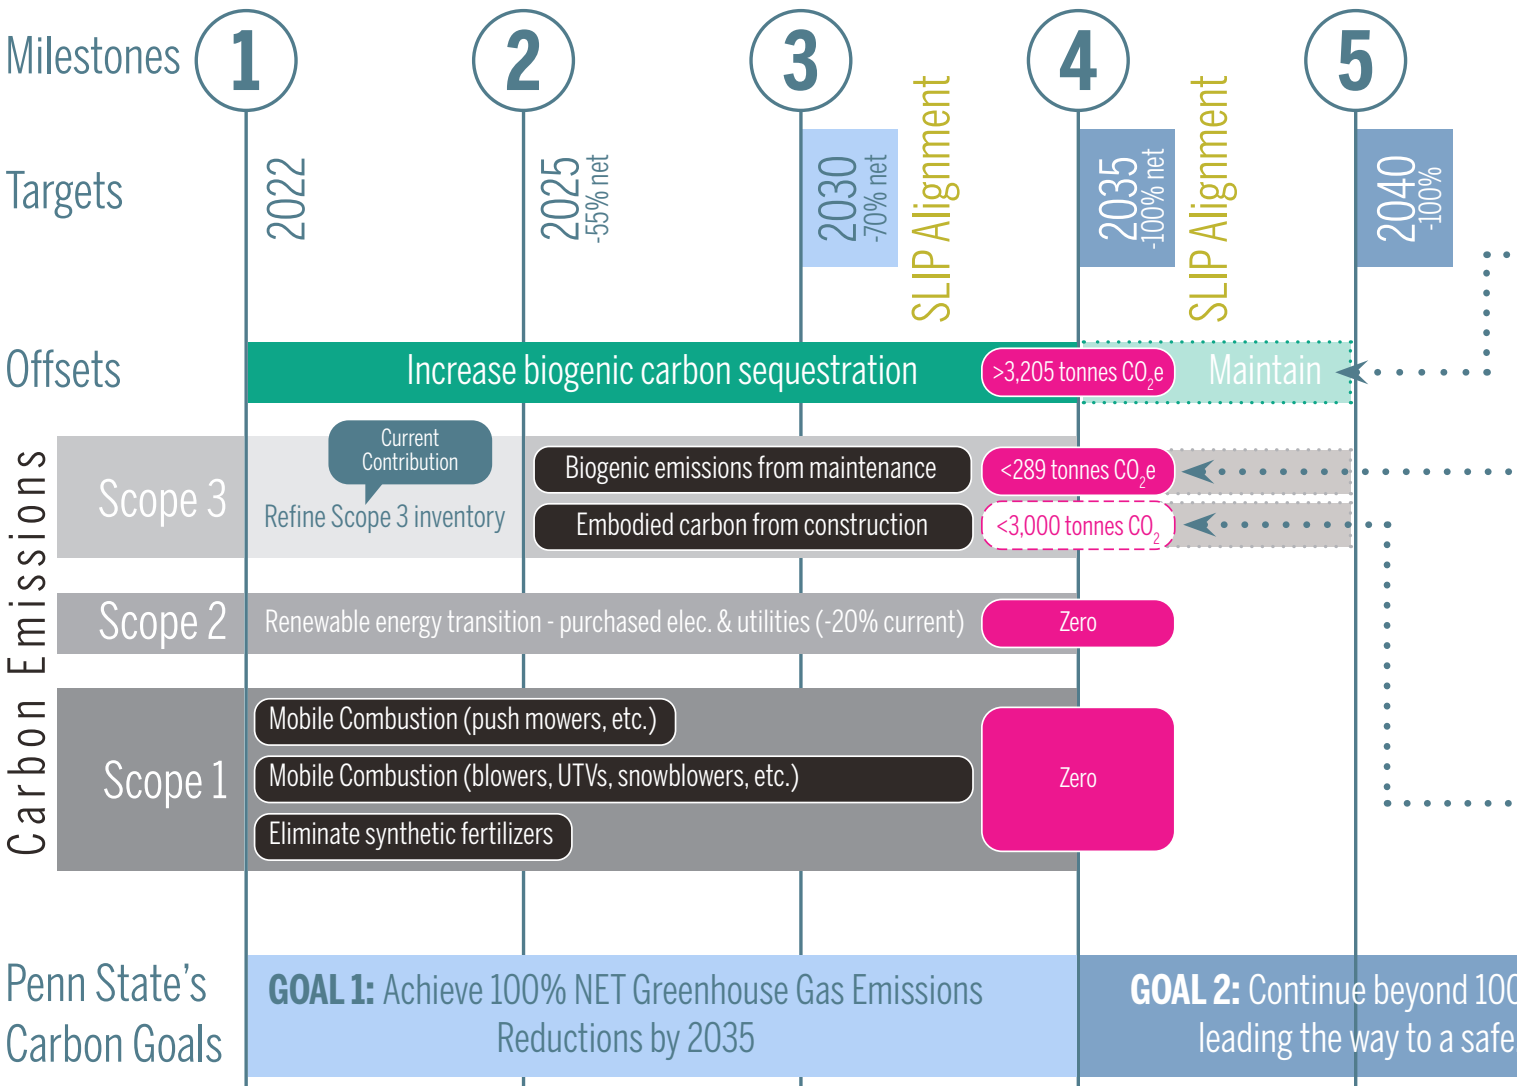 Milestones
1
2
3
4
5
Targets
2022
2025
-55% net
2030
-70% net
SLIP Alignment
2035
-100% net
SLIP Alignment
2040
-100%
Offsets
Increase biogenic carbon sequestration
>3,205 tonnes CO₂e
Maintain
Carbon Emissions
Scope 3
Current
Contribution
Refine Scope 3 inventory
Biogenic emissions from maintenance
<289 tonnes CO₂e
Embodied carbon from construction
<3,000 tonnes CO₂
Scope 2
Renewable energy transition - purchased elec. & utilities (-20% current)
Zero
Scope 1
Mobile Combustion (push mowers, etc.)
Mobile Combustion (blowers, UTVs, snowblowers, etc.)
Eliminate synthetic fertilizers
Zero
Penn State's
Carbon Goals
GOAL 1: Achieve 100% NET Greenhouse Gas Emissions
Reductions by 2035
GOAL 2: Continue beyond 100
leading the way to a safe